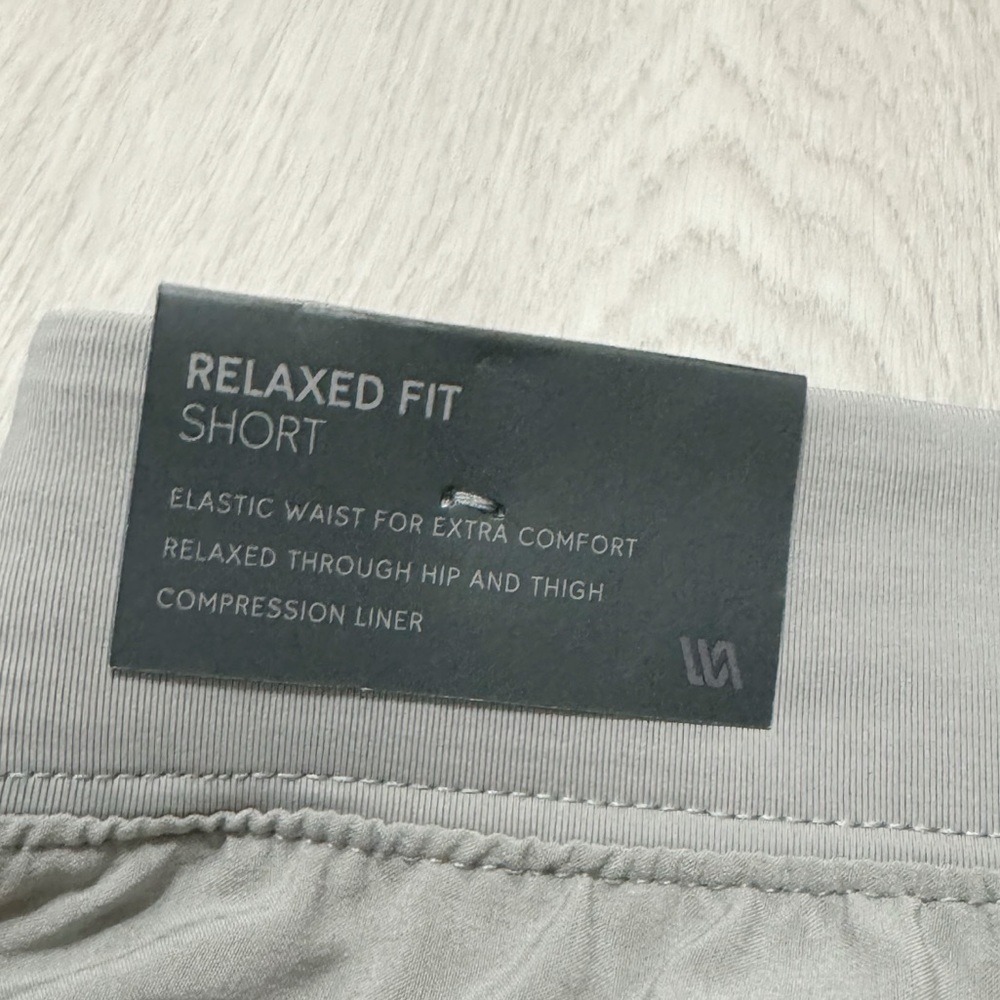 RELAXED FIT
SHORT
ELASTIC WAIST FOR EXTRA COMFORT
RELAXED THROUGH HIP AND THIGH
COMPRESSION LINER